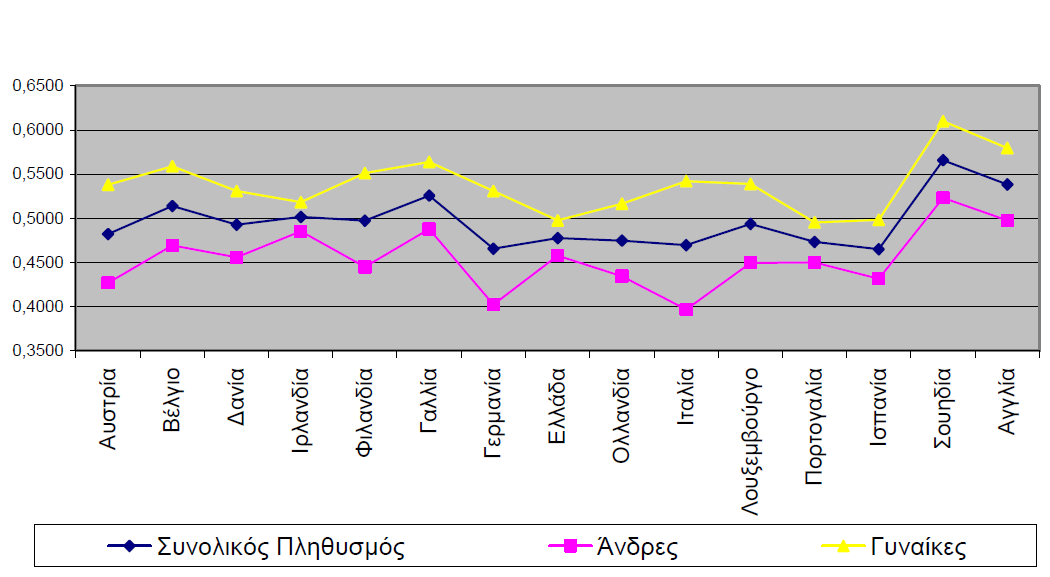 0,6500
0,6000
0,5500
0,5000
0,4500
0,4000
0,3500
Αυστρία
Βέλγιο
Δανία
Ιρλανδία
Φιλανδία
Γαλλία
Γερμανία
Ελλάδα
Ολλανδία
Ιταλία
Λουξεμβούργο
Πορτογαλία
Ισπανία
Σουηδία
Αγγλία
Συνολικός Πληθυσμός Άνδρες Γυναίκες